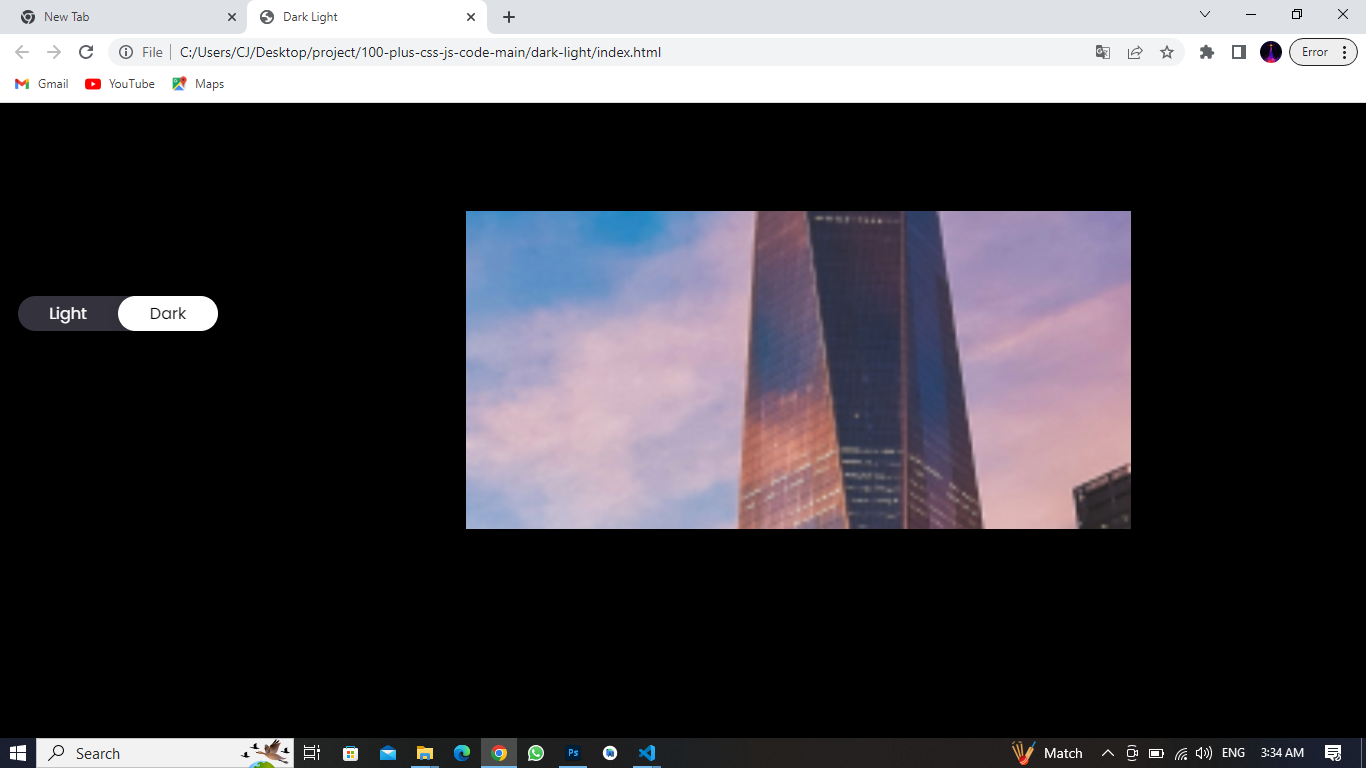 New Tab
Dark Light
File
C:/Users/CJ/Desktop/project/100-plus-css-js-code-main/dark-light/index.html
Error
Gmail
YouTube
Maps
Light
Dark
Search
Ps
Match
ENG
3:34 AM